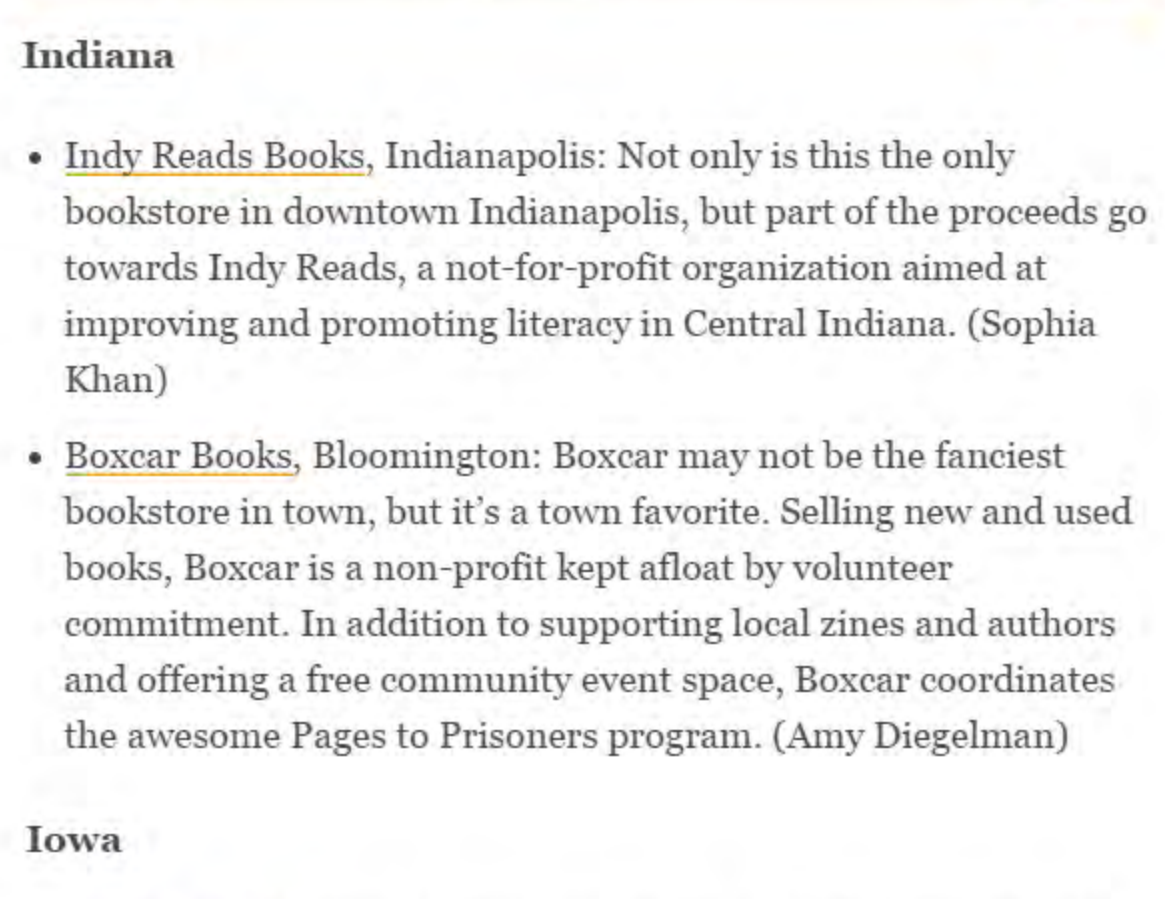 Indiana
• Indy Reads Books, Indianapolis: Not only is this the only
bookstore in downtown Indianapolis, but part of the proceeds go
towards Indy Reads, a not-for-profit organization aimed at
improving and promoting literacy in Central Indiana. (Sophia
Khan)
• Boxcar Books, Bloomington: Boxcar may not be the fanciest
bookstore in town, but it’s a town favorite. Selling new and used
books, Boxcar is a non-profit kept afloat by volunteer
commitment. In addition to supporting local zines and authors
and offering a free community event space, Boxcar coordinates
the awesome Pages to Prisoners program. (Amy Diegelman)
Iowa